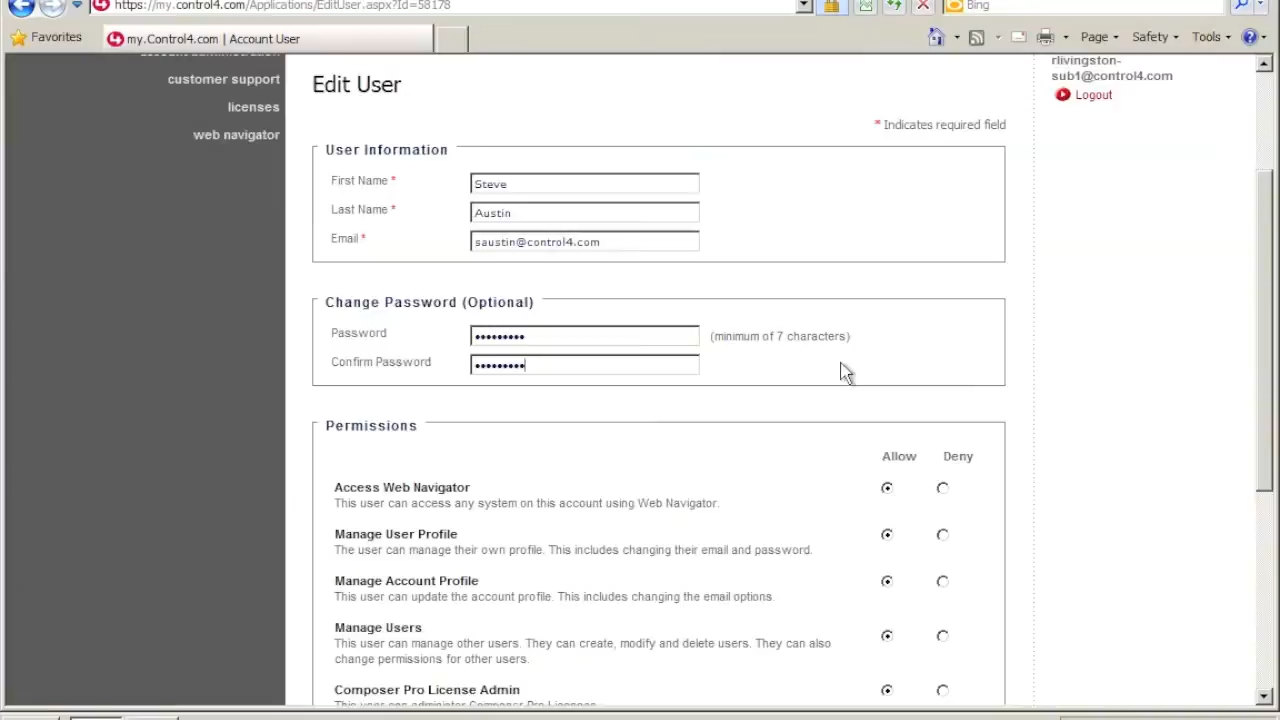 https://my.control4.com/Applications/EditUser.aspx?Id=58178
Bing
Favorites
my.Control4.com | Account User
Page
Safety
Tools
account administration
customer support
licenses
web navigator
rlivingston-
sub1@control4.com
Logout
Edit User
* Indicates required field
User Information
First Name *
Steve
Last Name *
Austin
Email *
saustin@control4.com
Change Password (Optional)
Password
•••••••••
(minimum of 7 characters)
Confirm Password
•••••••••
Permissions
Allow
Deny
Access Web Navigator
This user can access any system on this account using Web Navigator.
Manage User Profile
The user can manage their own profile. This includes changing their email and password.
Manage Account Profile
This user can update the account profile. This includes changing the email options.
Manage Users
This user can manage other users. They can create, modify and delete users. They can also
change permissions for other users.
Composer Pro License Admin
This user can administer Composer Pro Licenses.